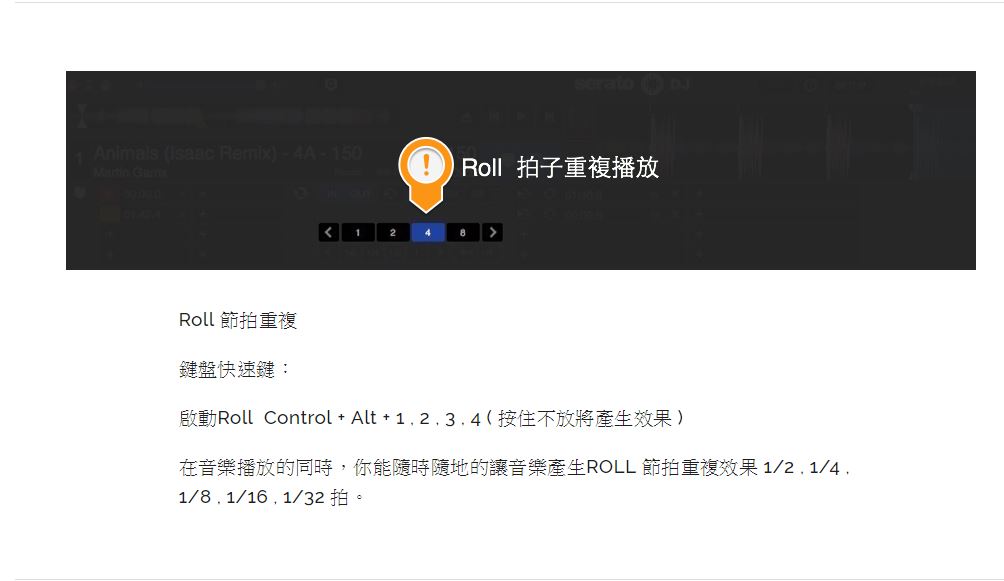 serato DJ
1 Animals (Isaac Remix) - 4A - 150
Martin Garrix
Roll 拍子重複播放
1 2 4 8
Roll 節拍重複
鍵盤快速鍵：
啟動Roll Control + Alt + 1 , 2 , 3 , 4 ( 按住不放將產生效果 )
在音樂播放的同時，你能隨時隨地的讓音樂產生ROLL 節拍重複效果 1/2 , 1/4 ,
1/8 , 1/16 , 1/32 拍。